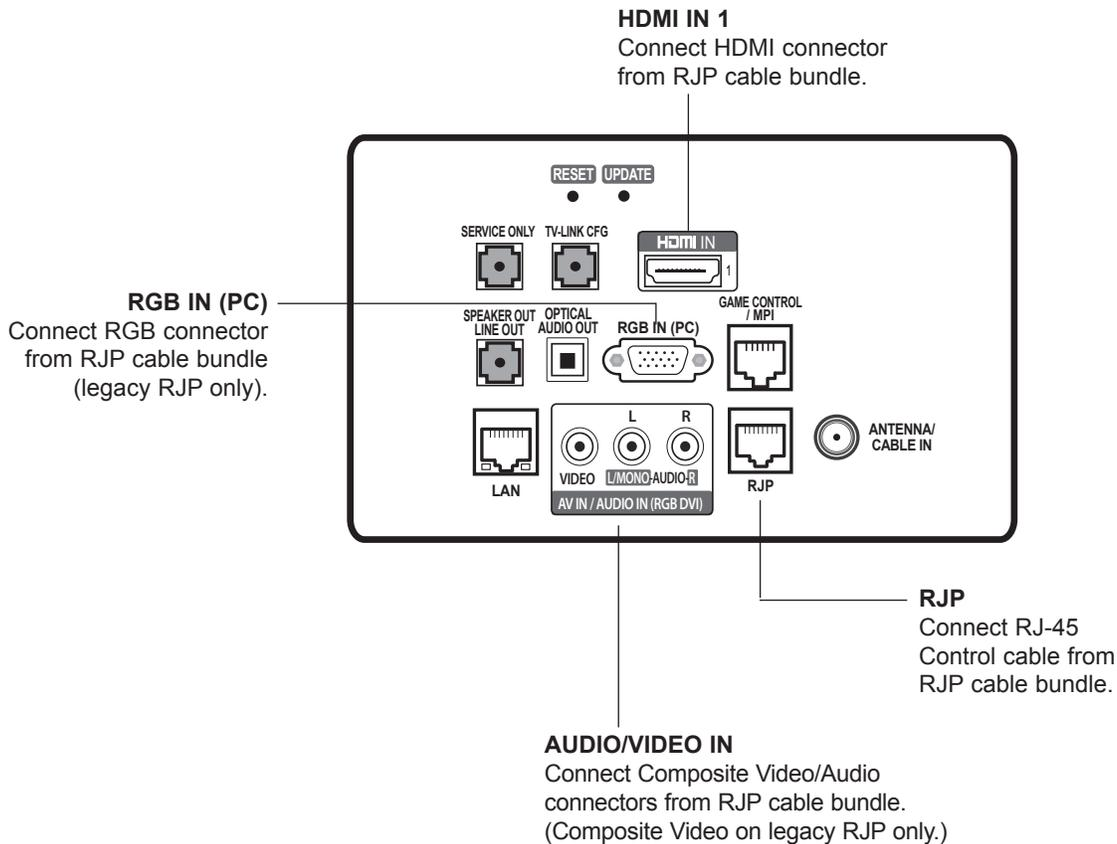 HDMI IN 1
Connect HDMI connector
from RJP cable bundle.
RESET UPDATE
SERVICE ONLY TV-LINK CFG
HDMI IN
1
RGB IN (PC)
Connect RGB connector
from RJP cable bundle
(legacy RJP only).
SPEAKER OUT
LINE OUT
OPTICAL
AUDIO OUT
RGB IN (PC)
GAME CONTROL
/ MPI
LAN
L R
VIDEO L/MONO-AUDIO-R
AV IN / AUDIO IN (RGB DVI)
RJP
ANTENNA/
CABLE IN
RJP
Connect RJ-45
Control cable from
RJP cable bundle.
AUDIO/VIDEO IN
Connect Composite Video/Audio
connectors from RJP cable bundle.
(Composite Video on legacy RJP only.)